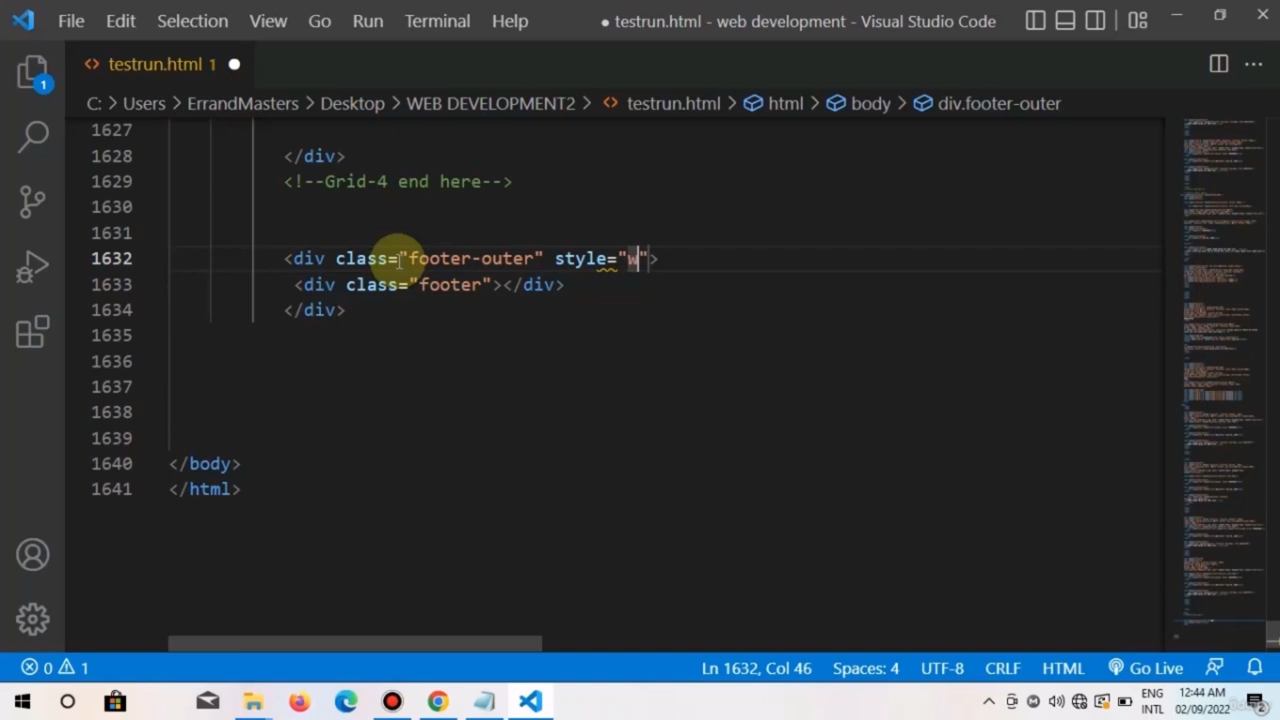 File Edit Selection View Go Run Terminal Help ● testrun.html - web development - Visual Studio Code
testrun.html 1
C: > Users > ErrandMasters > Desktop > WEB DEVELOPMENT2 > testrun.html > html > body > div.footer-outer
1
1627
1628 </div>
1629 <!--Grid-4 end here-->
1630
1631
1632 <div class="footer-outer" style="w">
1633 <div class="footer"></div>
1634 </div>
1635
1636
1637
1638
1639
1640 </body>
1641 </html>
0 1 Ln 1632, Col 46 Spaces: 4 UTF-8 CRLF HTML Go Live
ENG 12:44 AM
INTL 02/09/2022 2